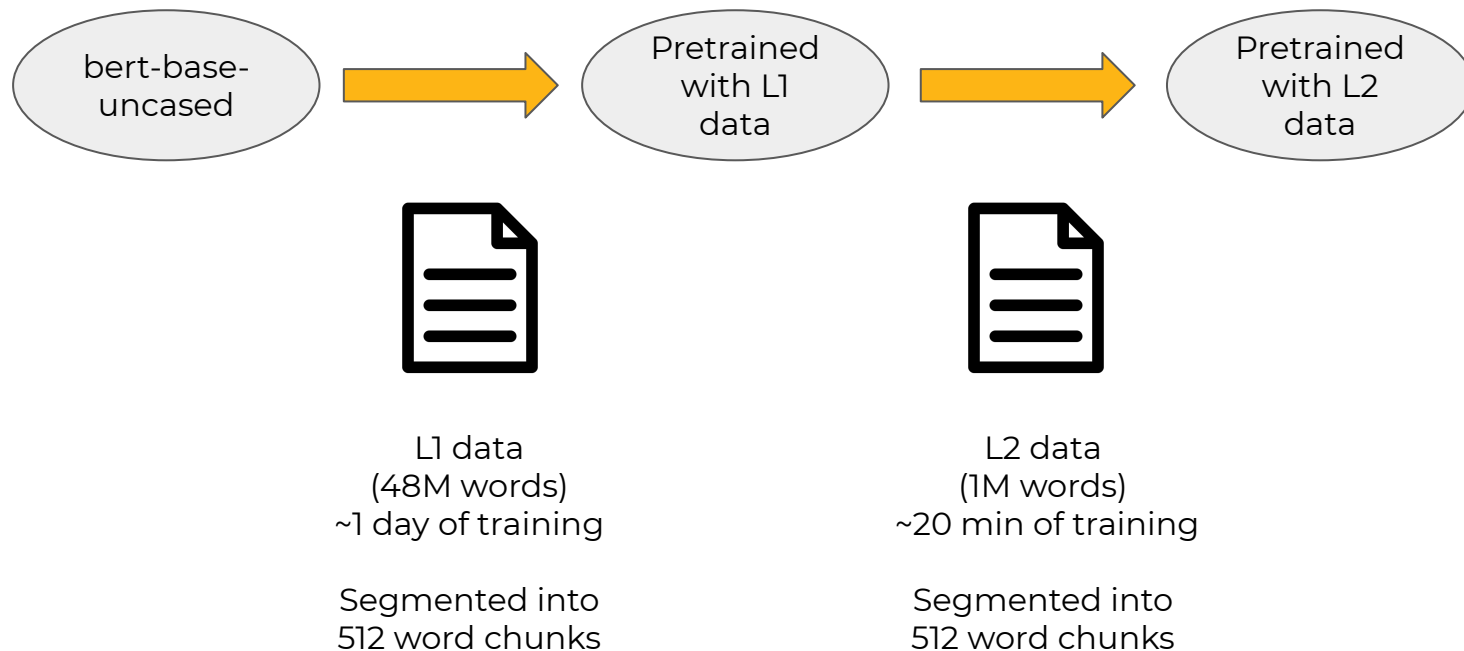 bert-base-
uncased
Pretrained
with L1
data
Pretrained
with L2
data
L1 data
(48M words)
~1 day of training
Segmented into
512 word chunks
L2 data
(1M words)
~20 min of training
Segmented into
512 word chunks